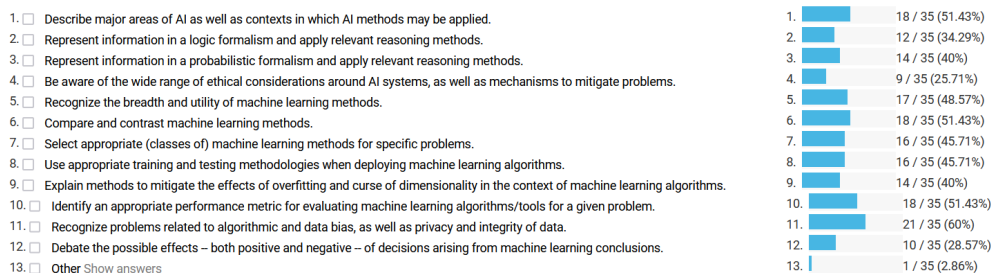 1. Describe major areas of AI as well as contexts in which AI methods may be applied. 1. 18 / 35 (51.43%)
2. Represent information in a logic formalism and apply relevant reasoning methods. 2. 12 / 35 (34.29%)
3. Represent information in a probabilistic formalism and apply relevant reasoning methods. 3. 14 / 35 (40%)
4. Be aware of the wide range of ethical considerations around AI systems, as well as mechanisms to mitigate problems. 4. 9 / 35 (25.71%)
5. Recognize the breadth and utility of machine learning methods. 5. 17 / 35 (48.57%)
6. Compare and contrast machine learning methods. 6. 18 / 35 (51.43%)
7. Select appropriate (classes of) machine learning methods for specific problems. 7. 16 / 35 (45.71%)
8. Use appropriate training and testing methodologies when deploying machine learning algorithms. 8. 16 / 35 (45.71%)
9. Explain methods to mitigate the effects of overfitting and curse of dimensionality in the context of machine learning algorithms. 9. 14 / 35 (40%)
10. Identify an appropriate performance metric for evaluating machine learning algorithms/tools for a given problem. 10. 18 / 35 (51.43%)
11. Recognize problems related to algorithmic and data bias, as well as privacy and integrity of data. 11. 21 / 35 (60%)
12. Debate the possible effects -- both positive and negative -- of decisions arising from machine learning conclusions. 12. 10 / 35 (28.57%)
13. Other Show answers 13. 1 / 35 (2.86%)